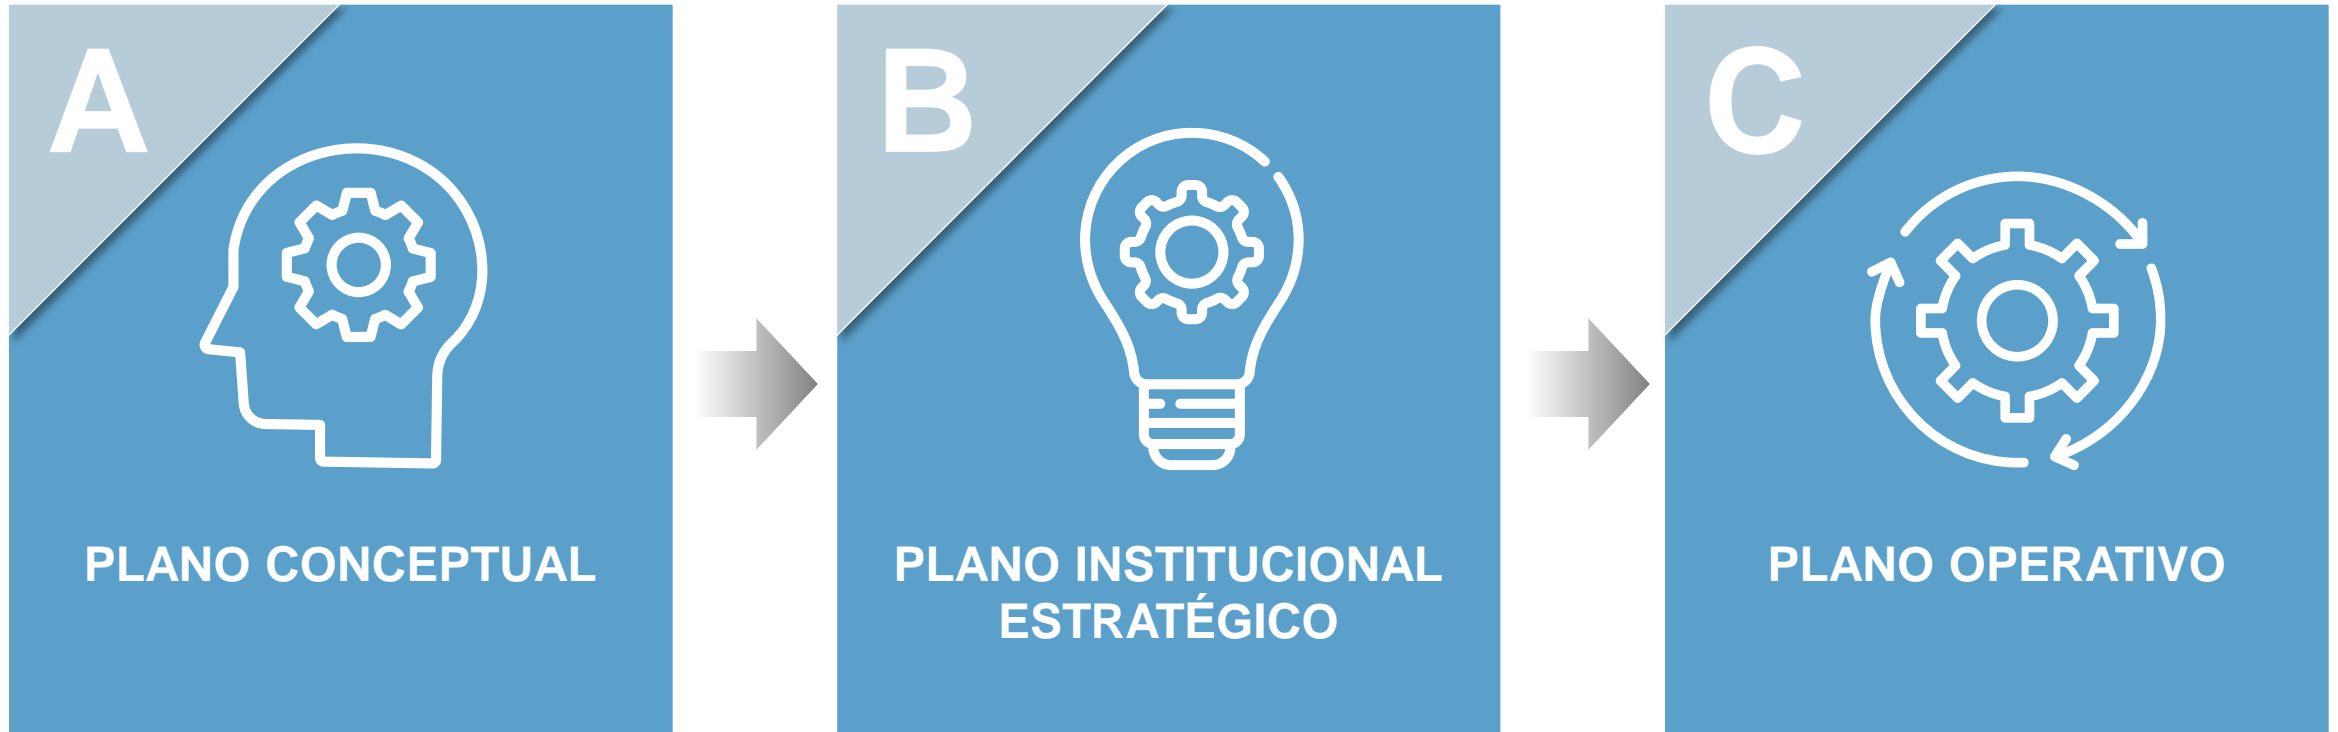 A
PLANO CONCEPTUAL
B
PLANO INSTITUCIONAL
ESTRATÉGICO
C
PLANO OPERATIVO